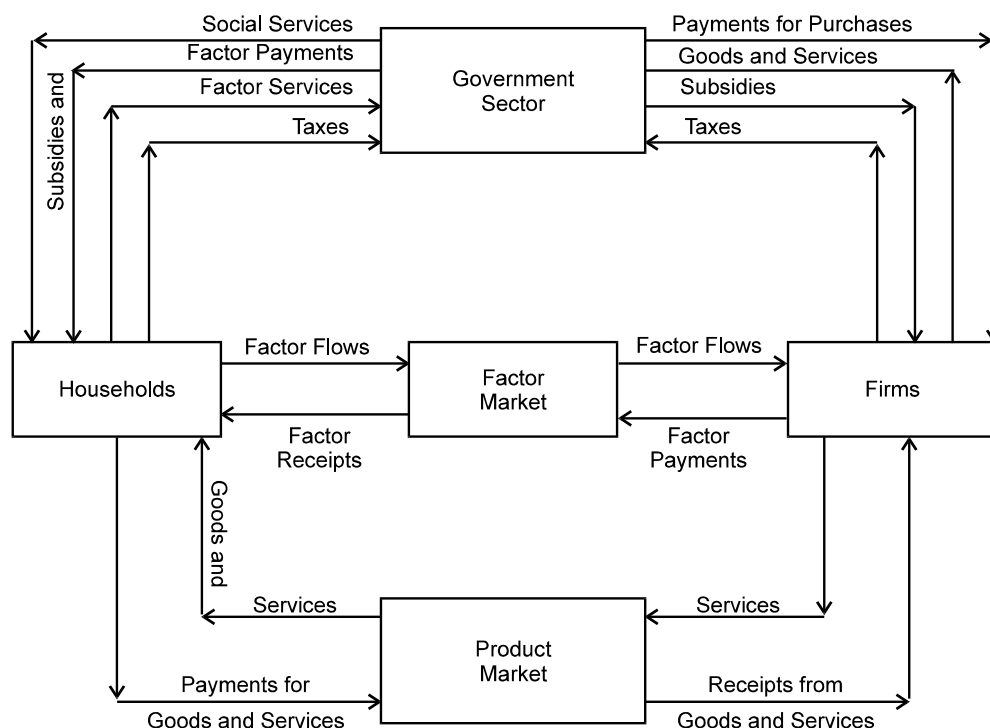 Social Services
Payments for Purchases
Factor Payments
Goods and Services
Subsidies and
Factor Services
Government
Sector
Subsidies
Taxes
Taxes
Households
Factor Flows
Factor
Market
Factor Flows
Firms
Factor
Receipts
Factor
Payments
Goods and
Services
Services
Product
Market
Payments for
Goods and Services
Receipts from
Goods and Services